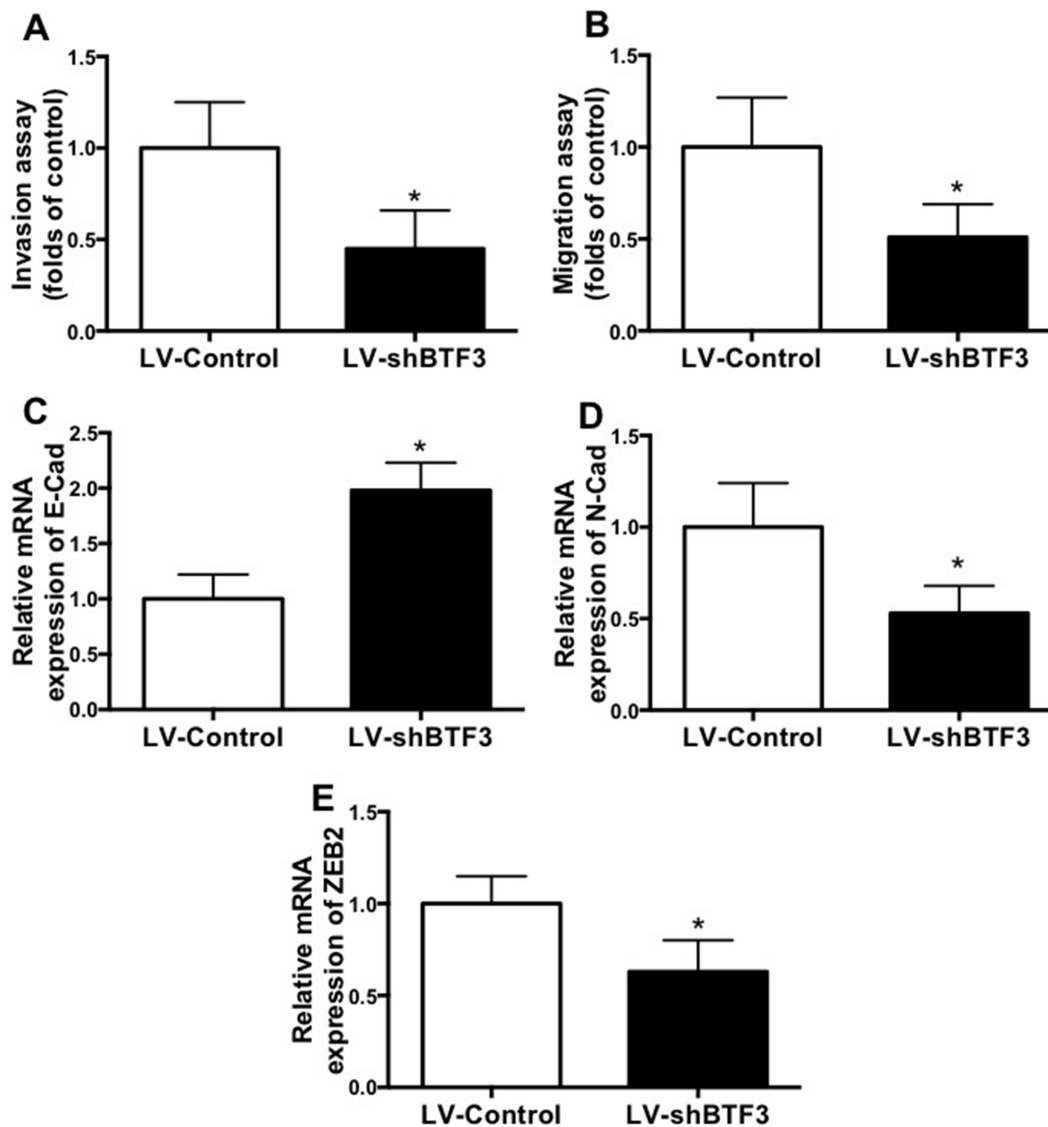 A
Invasion assay
(folds of control)
1.5
1.0
*
0.5
0.0
LV-Control LV-shBTF3
B
Migration assay
(folds of control)
1.5
1.0
*
0.5
0.0
LV-Control LV-shBTF3
C
Relative mRNA
expression of E-Cad
2.5
*
2.0
1.5
1.0
0.5
0.0
LV-Control LV-shBTF3
D
Relative mRNA
expression of N-Cad
1.5
1.0
*
0.5
0.0
LV-Control LV-shBTF3
E
Relative mRNA
expression of ZEB2
1.5
1.0
*
0.5
0.0
LV-Control LV-shBTF3